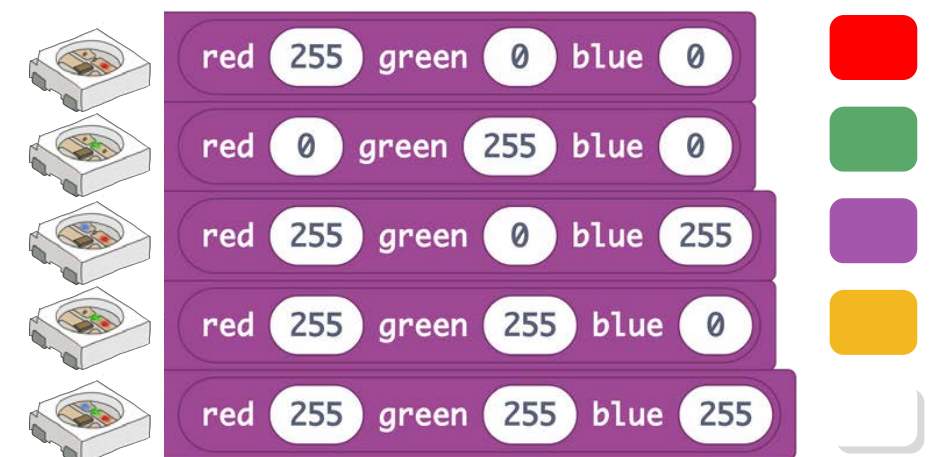 red 255 green 0 blue 0
red 0 green 255 blue 0
red 255 green 0 blue 255
red 255 green 255 blue 0
red 255 green 255 blue 255